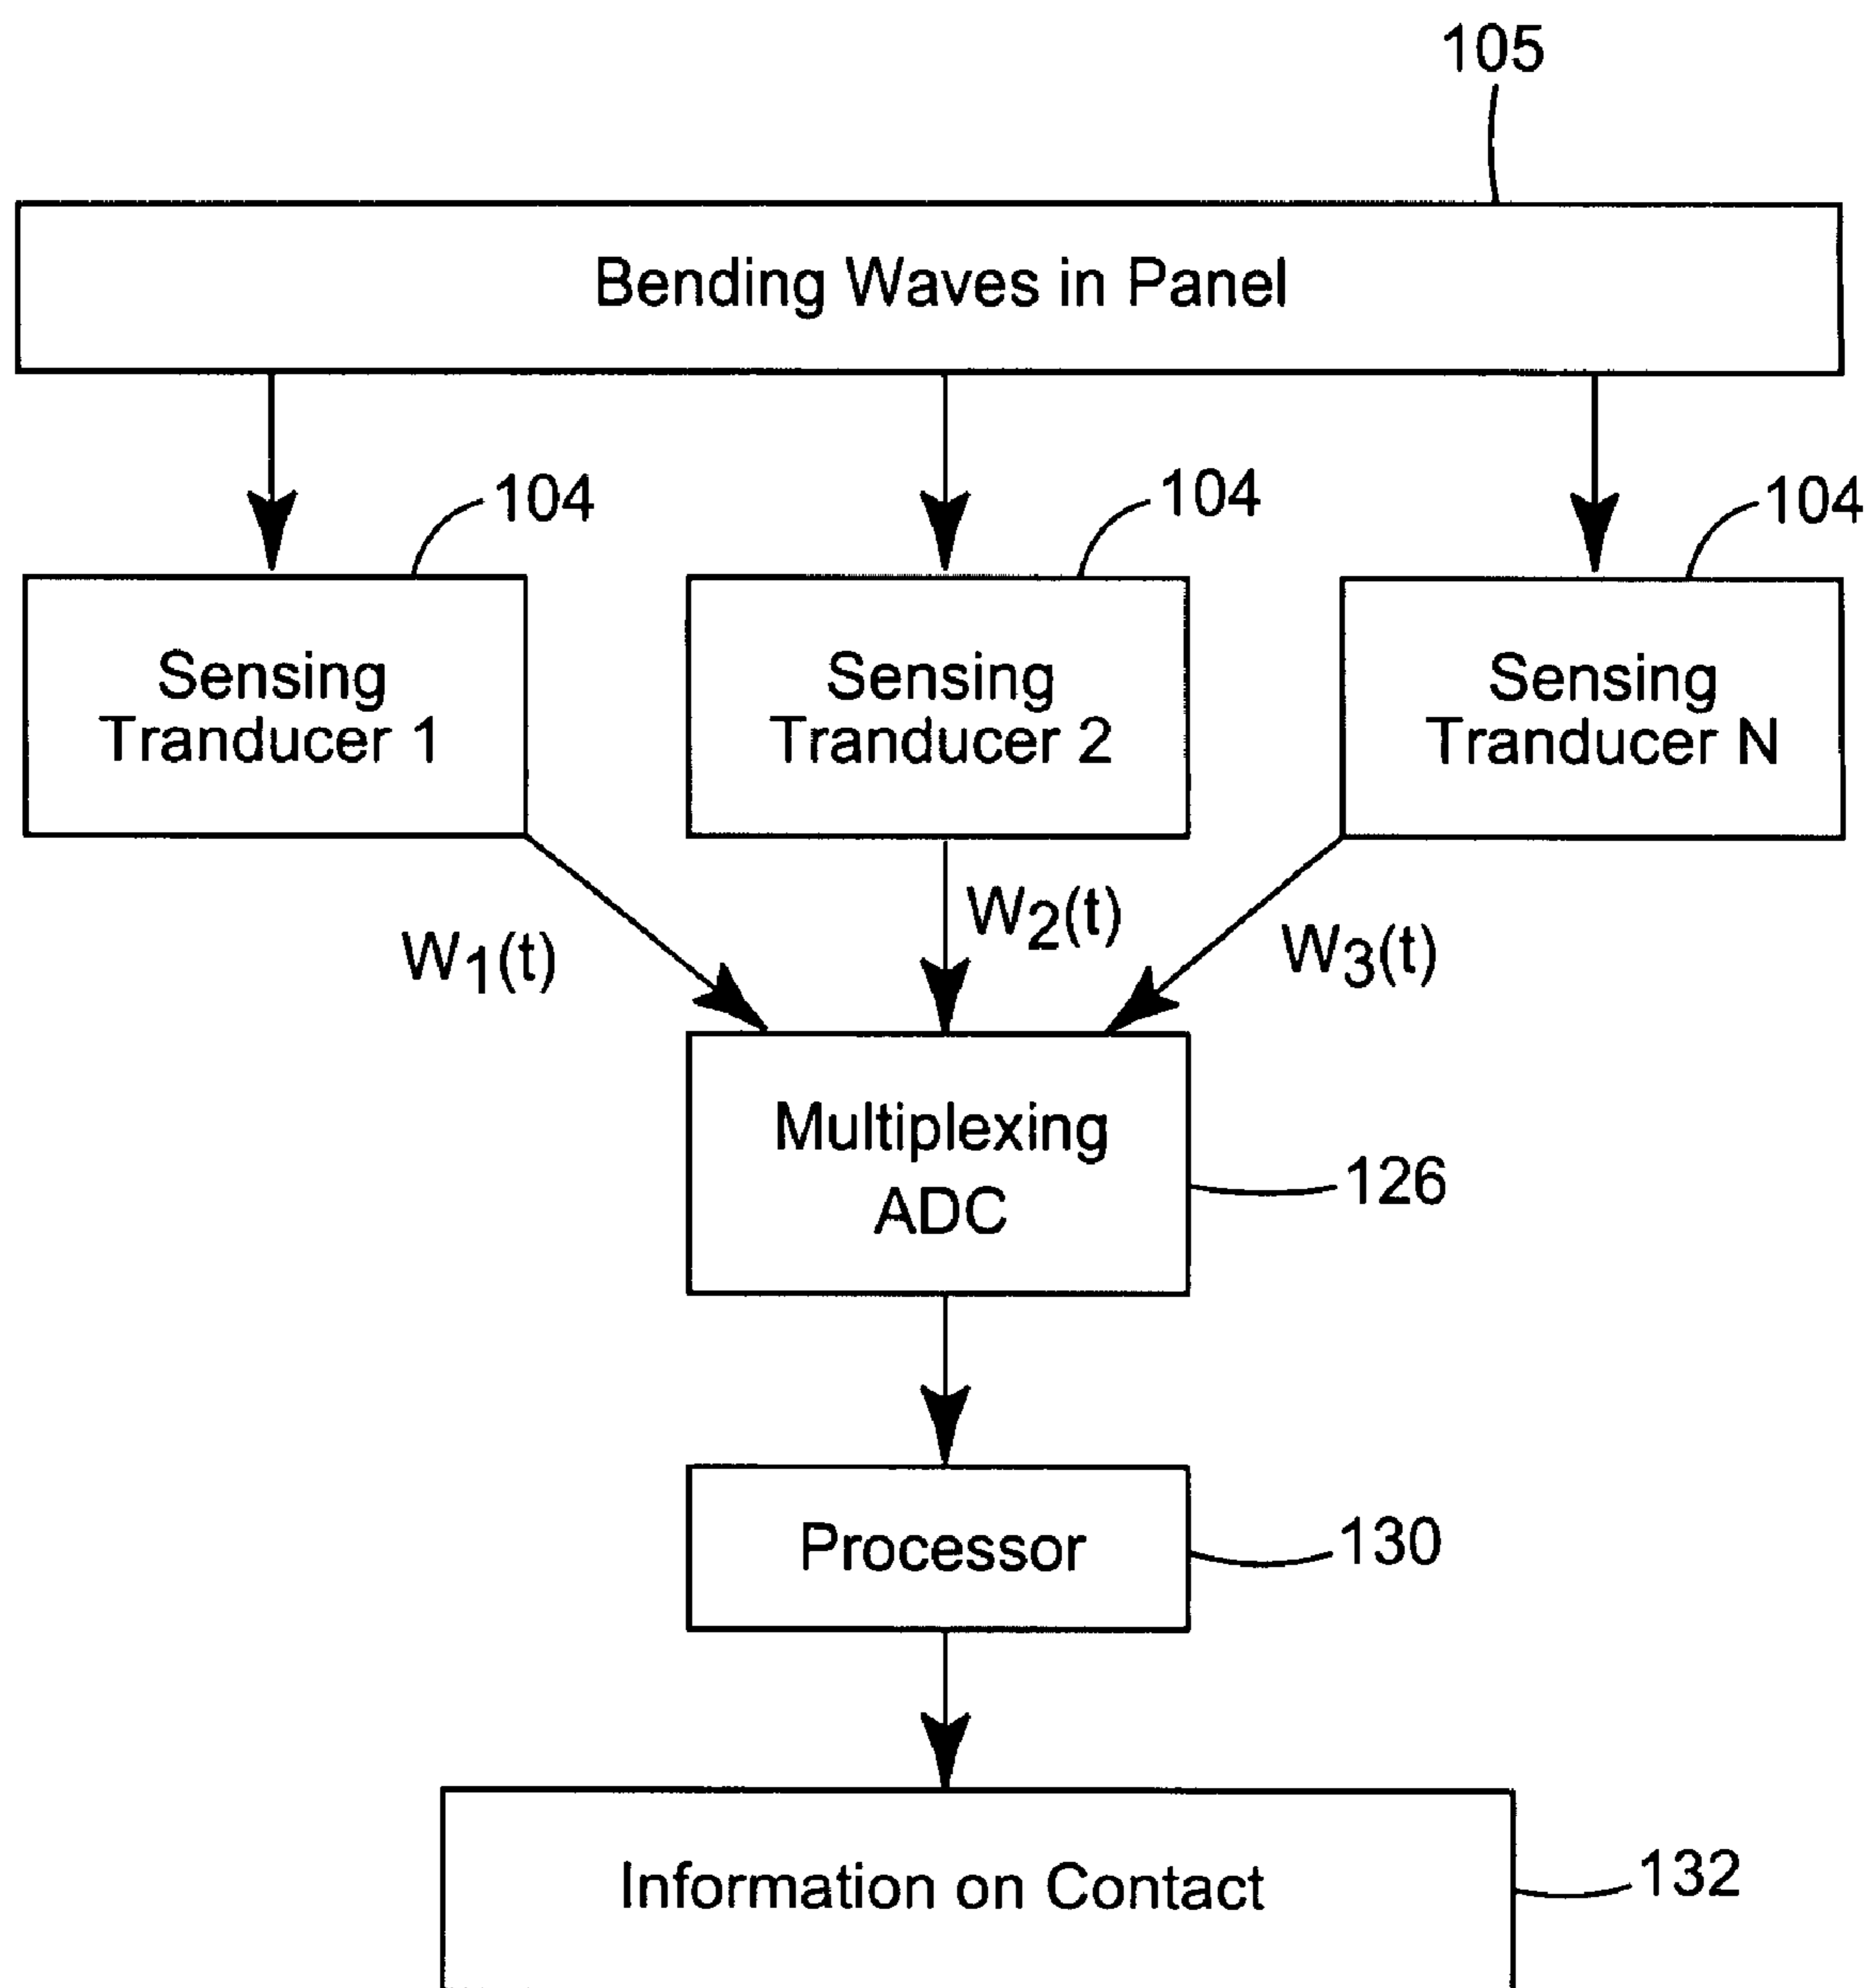 105
Bending Waves in Panel
104
104
104
Sensing
Tranducer 1
Sensing
Tranducer 2
Sensing
Tranducer N
W1(t)
W2(t)
W3(t)
Multiplexing
ADC
126
Processor
130
Information on Contact
132